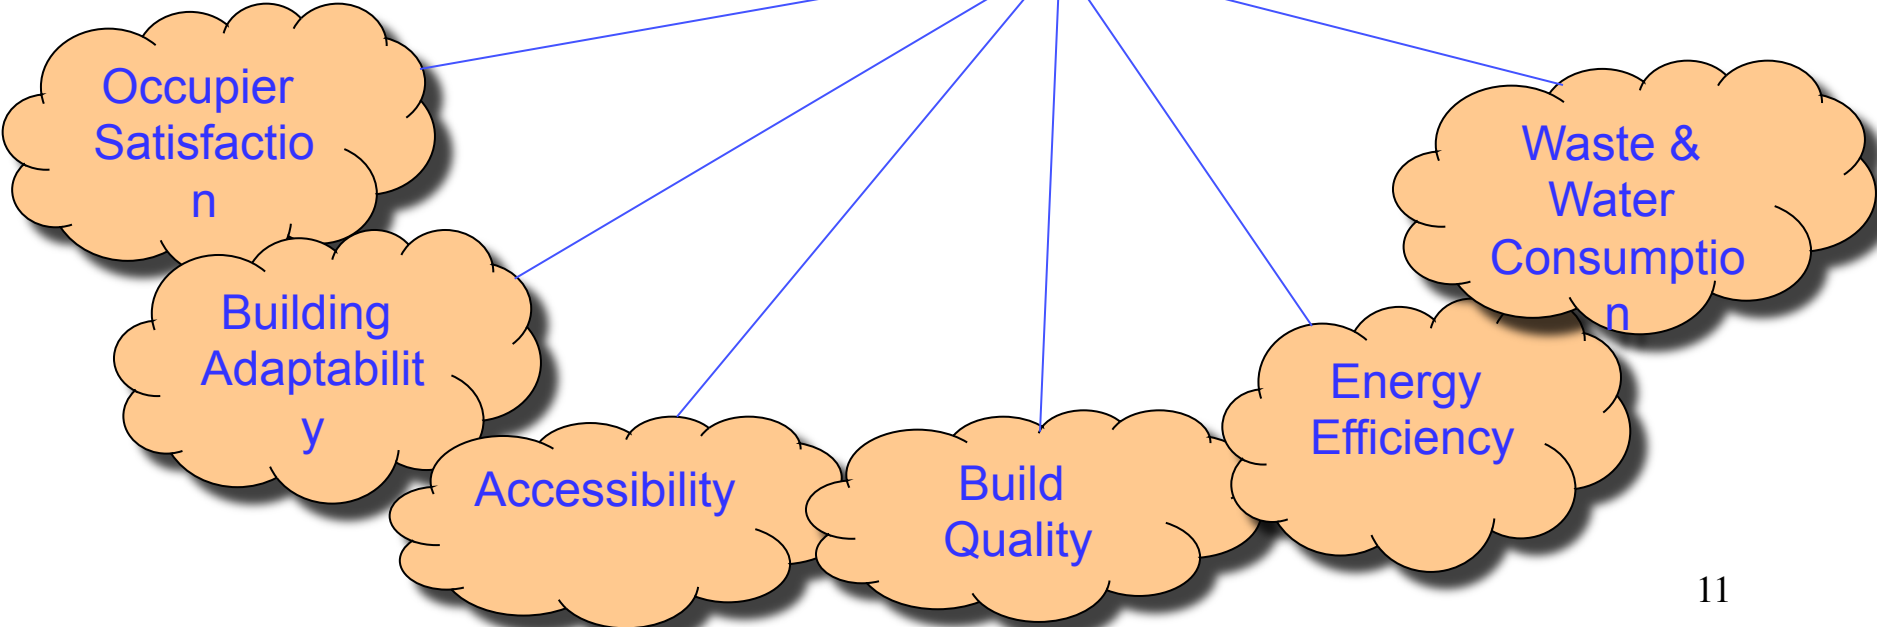 Occupier
Satisfactio
n
Building
Adaptabilit
y
Accessibility
Build
Quality
Energy
Efficiency
Waste &
Water
Consumptio
n
11